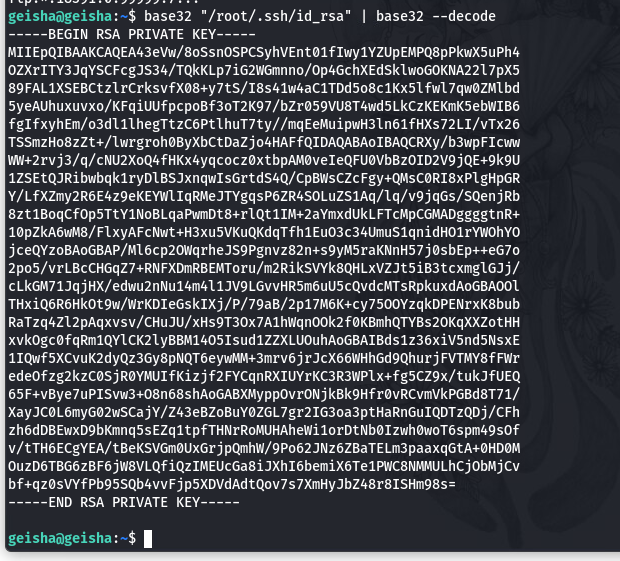 geisha@geisha:~$ base32 "/root/.ssh/id_rsa" | base32 --decode
-----BEGIN RSA PRIVATE KEY-----
MIIEpQIBAAKCAQEA43eVw/8oSsnOSPCSyhVEnt01fIwy1YZUpEMPQ8pPkwX5uPh4
OZXrITY3JqYSCFcgJS34/TQkKLp7iG2WGmnno/Op4GchXEdSklwoGOKNA22l7pX5
89FAL1XSEBCtzlrCrksvfX08+y7tS/I8s41w4aC1TDd5o8c1Kx5lfwl7qw0ZMlbd
5yeAUhuxuvxo/KFqiUUfpcpoBf3oT2K97/bZr059VU8T4wd5LkCzKEKmK5ebWIB6
fgIfxyhEm/o3dl1lhegTtzC6PtlhuT7ty//mqEeMuipwH3ln61fHXs72LI/vTx26
TSSmzHo8zZt+/lwrgroh0ByXbCtDaZjo4HAFfQIDAQABAoIBAQCRXy/b3wpFIcww
WW+2rvj3/q/cNU2XoQ4fHKx4yqcocz0xtbpAM0veIeQFU0VbBzOID2V9jQE+9k9U
1ZSEtQJRibwbqk1ryDlBSJxnqwIsGrtdS4Q/CpBWsCZcFgy+QMsC0RI8xPlgHpGR
Y/LfXZmy2R6E4z9eKEYWlIqRMeJTYgqsP6ZR4SOLuZS1Aq/lq/v9jqGs/SQenjRb
8zt1BoqCfOp5TtY1NoBLqaPwmDt8+rlQt1IM+2aYmxdUkLFTcMpCGMADggggtnR+
10pZkA6wM8/FlxyAfcNwt+H3xu5VKuQKdqTfh1EuO3c34UmuS1qnidHO1rYWOhYO
jceQYzoBAoGBAP/Ml6cp2OWqrheJS9Pgnvz82n+s9yM5raKNnH57j0sbEp++eG7o
2po5/vrLBcCHGqZ7+RNFXDmRBEMToru/m2RikSVYk8QHLxVZJt5iB3tcxmglGJj/
cLkGM71JqjHX/edwu2nNu14m4l1JV9LGvvHR5m6uU5cQvdcMTsRpkuxdAoGBAOOl
THxiQ6R6HkOt9w/WrKDIeGskIXj/P/79aB/2p17M6K+cy75OOYzqkDPENrxK8bub
RaTzq4Zl2pAqxvsv/CHuJU/xHs9T3Ox7A1hWqnOOk2f0KBmhQTYBs2OKqXXZotHH
xvkOgc0fqRm1QYlCK2lyBBM14O5Isud1ZZXLUOuhAoGBAIBds1z36xiV5nd5NsxE
1IQwf5XCvuK2dyQz3Gy8pNQT6eywMM+3mrv6jrJcX66WHhGd9QhurjFVTMY8fFWr
edeOfzg2kzC0SjR0YMUIfKizjf2FYCqnRXIUYrKC3R3WPlx+fg5CZ9x/tukJfUEQ
65F+vBye7uPISvw3+O8n68shAoGABXMyppOvrONjkBk9Hfr0vRCvmVkPGBd8T71/
XayJC0L6myG02wSCajY/Z43eBZoBuY0ZGL7gr2IG3oa3ptHaRnGuIQDTzQDj/CFh
zh6dDBEwxD9bKmnq5sEZq1tpfTHNrRoMUHAheWi1orDtNb0Izwh0woT6spm49sOf
v/tTH6ECgYEA/tBeKSVGm0UxGrjpQmhW/9Po62JNz6ZBaTELm3paaxqGtA+0HD0M
OuzD6TBG6zBF6jW8VLQfiQzIMEUcGa8iJXhI6bemiX6Te1PWC8NMMULhCjObMjCv
bf+qz0sVYfPb95SQb4vvFjp5XDVdAdtQov7s7XmHyJbZ48r8ISHm98s=
-----END RSA PRIVATE KEY-----
geisha@geisha:~$